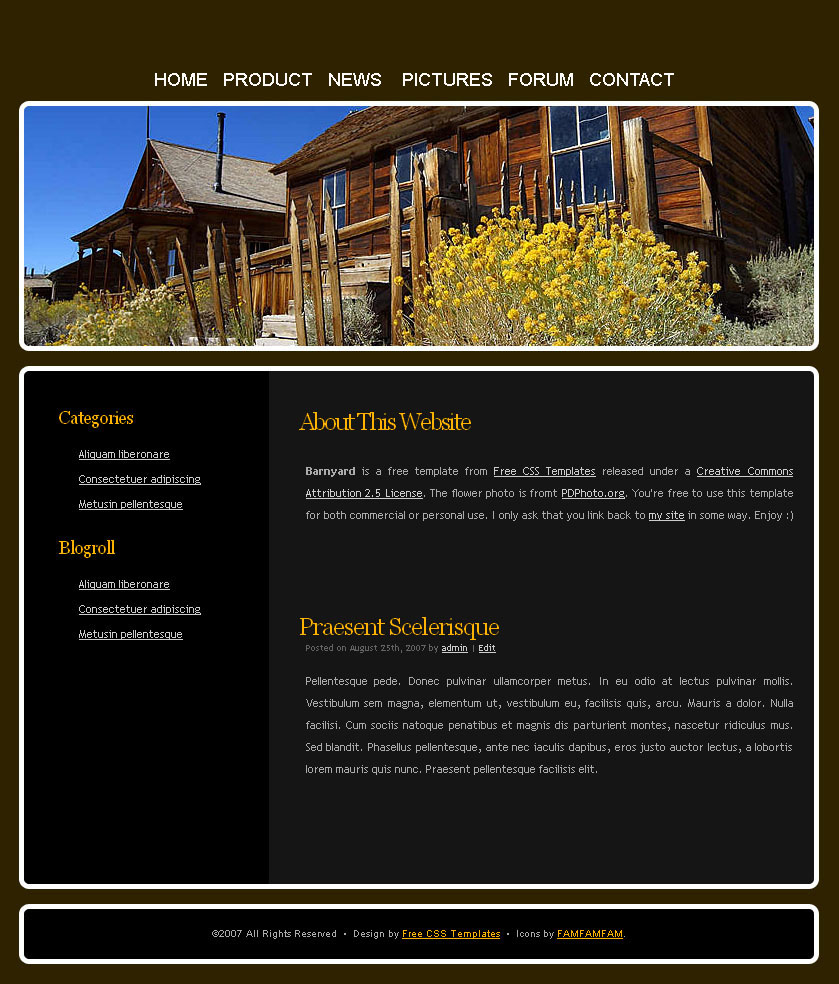 HOME PRODUCT NEWS PICTURES FORUM CONTACT
Categories
Aliquam liberonare
Consectetuer adipiscing
Metusin pellentesque
Blogroll
Aliquam liberonare
Consectetuer adipiscing
Metusin pellentesque
About This Website
Barnyard is a free template from Free CSS Templates released under a Creative Commons
Attribution 2.5 License. The flower photo is fromt PDPhoto.org. You're free to use this template
for both commercial or personal use. I only ask that you link back to my site in some way. Enjoy :)
Praesent Scelerisque
Posted on August 25th, 2007 by admin | Edit
Pellentesque pede. Donec pulvinar ullamcorper metus. In eu odio at lectus pulvinar mollis.
Vestibulum sem magna, elementum ut, vestibulum eu, facilisis quis, arcu. Mauris a dolor. Nulla
facilisi. Cum sociis natoque penatibus et magnis dis parturient montes, nascetur ridiculus mus.
Sed blandit. Phasellus pellentesque, ante nec iaculis dapibus, eros justo auctor lectus, a lobortis
lorem mauris quis nunc. Praesent pellentesque facilisis elit.
©2007 All Rights Reserved • Design by Free CSS Templates • Icons by FAMFAMFAM.